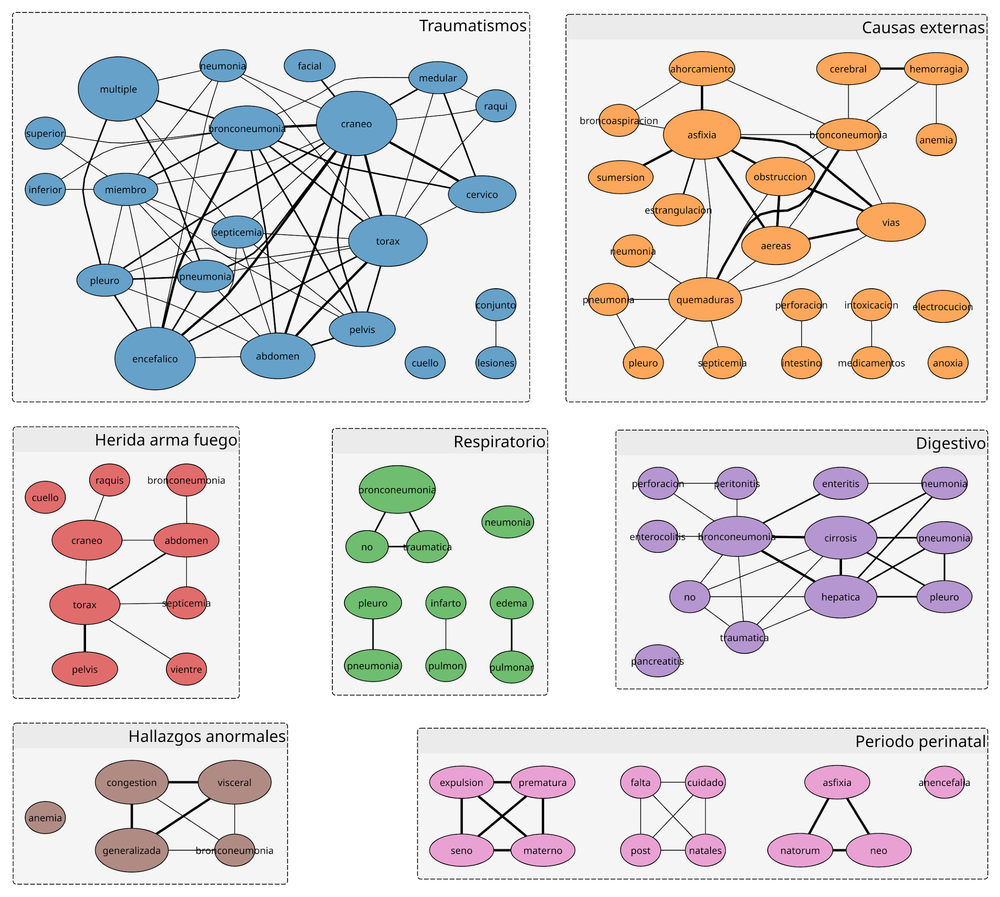 Traumatismos
neumonia
facial
medular
multiple
raqui
craneo
bronconeumonia
superior
inferior
miembro
cervico
septicemia
torax
pleuro
pneumonia
conjunto
pelvis
encefalico
abdomen
cuello
lesiones
Causas externas
ahorcamiento
cerebral
hemorragia
broncoaspiracion
asfixia
bronconeumonia
anemia
sumersion
obstruccion
estrangulacion
vias
neumonia
aereas
pneumonia
quemaduras
perforacion
intoxicacion
electrocucion
pleuro
septicemia
intestino
medicamentos
anoxia
Herida arma fuego
raquis
bronconeumonia
cuello
craneo
abdomen
torax
septicemia
pelvis
vientre
Respiratorio
bronconeumonia
neumonia
no
traumatica
pleuro
infarto
edema
pneumonia
pulmon
pulmonar
Digestivo
perforacion
peritonitis
enteritis
neumonia
enterocolitis
bronconeumonia
cirrosis
pneumonia
no
hepatica
pleuro
traumatica
pancreatitis
Hallazgos anormales
congestion
visceral
anemia
generalizada
bronconeumonia
Periodo perinatal
expulsion
prematura
falta
cuidado
asfixia
anencefalia
seno
materno
post
natales
natorum
neo